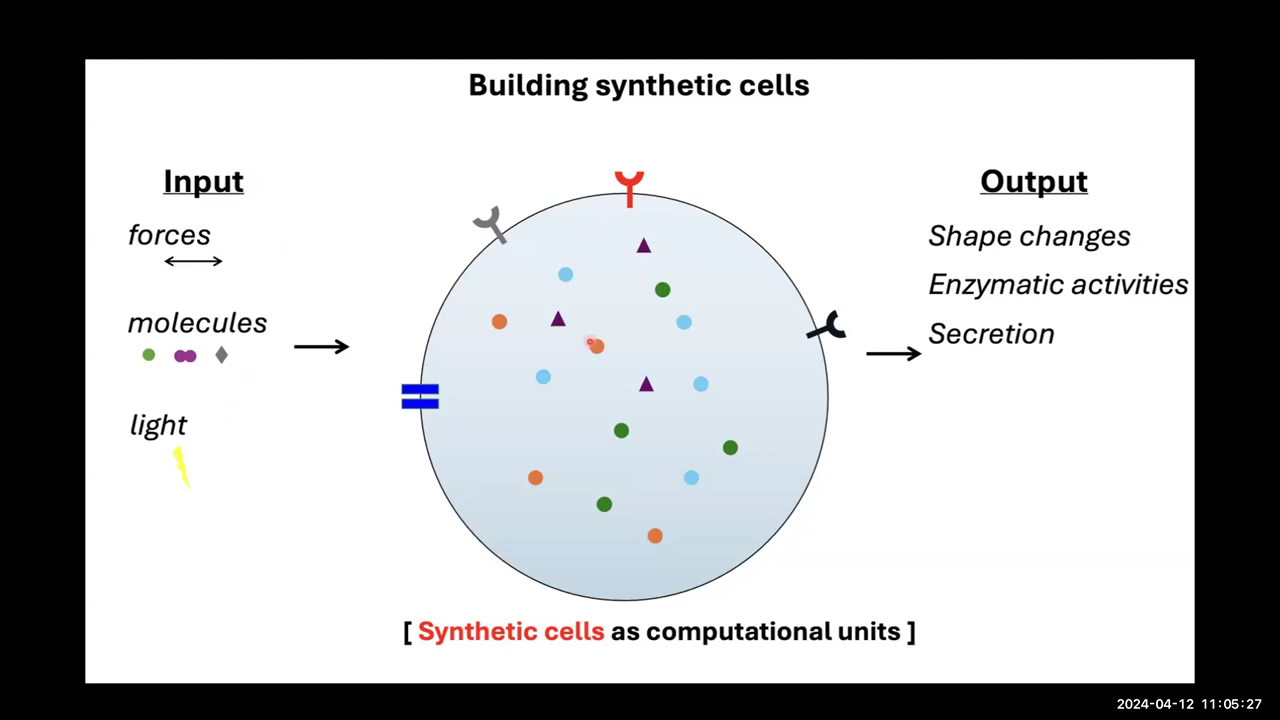 Building synthetic cells
Input
forces
molecules
light
Output
Shape changes
Enzymatic activities
Secretion
[ Synthetic cells as computational units ]
2024-04-12 11:05:27